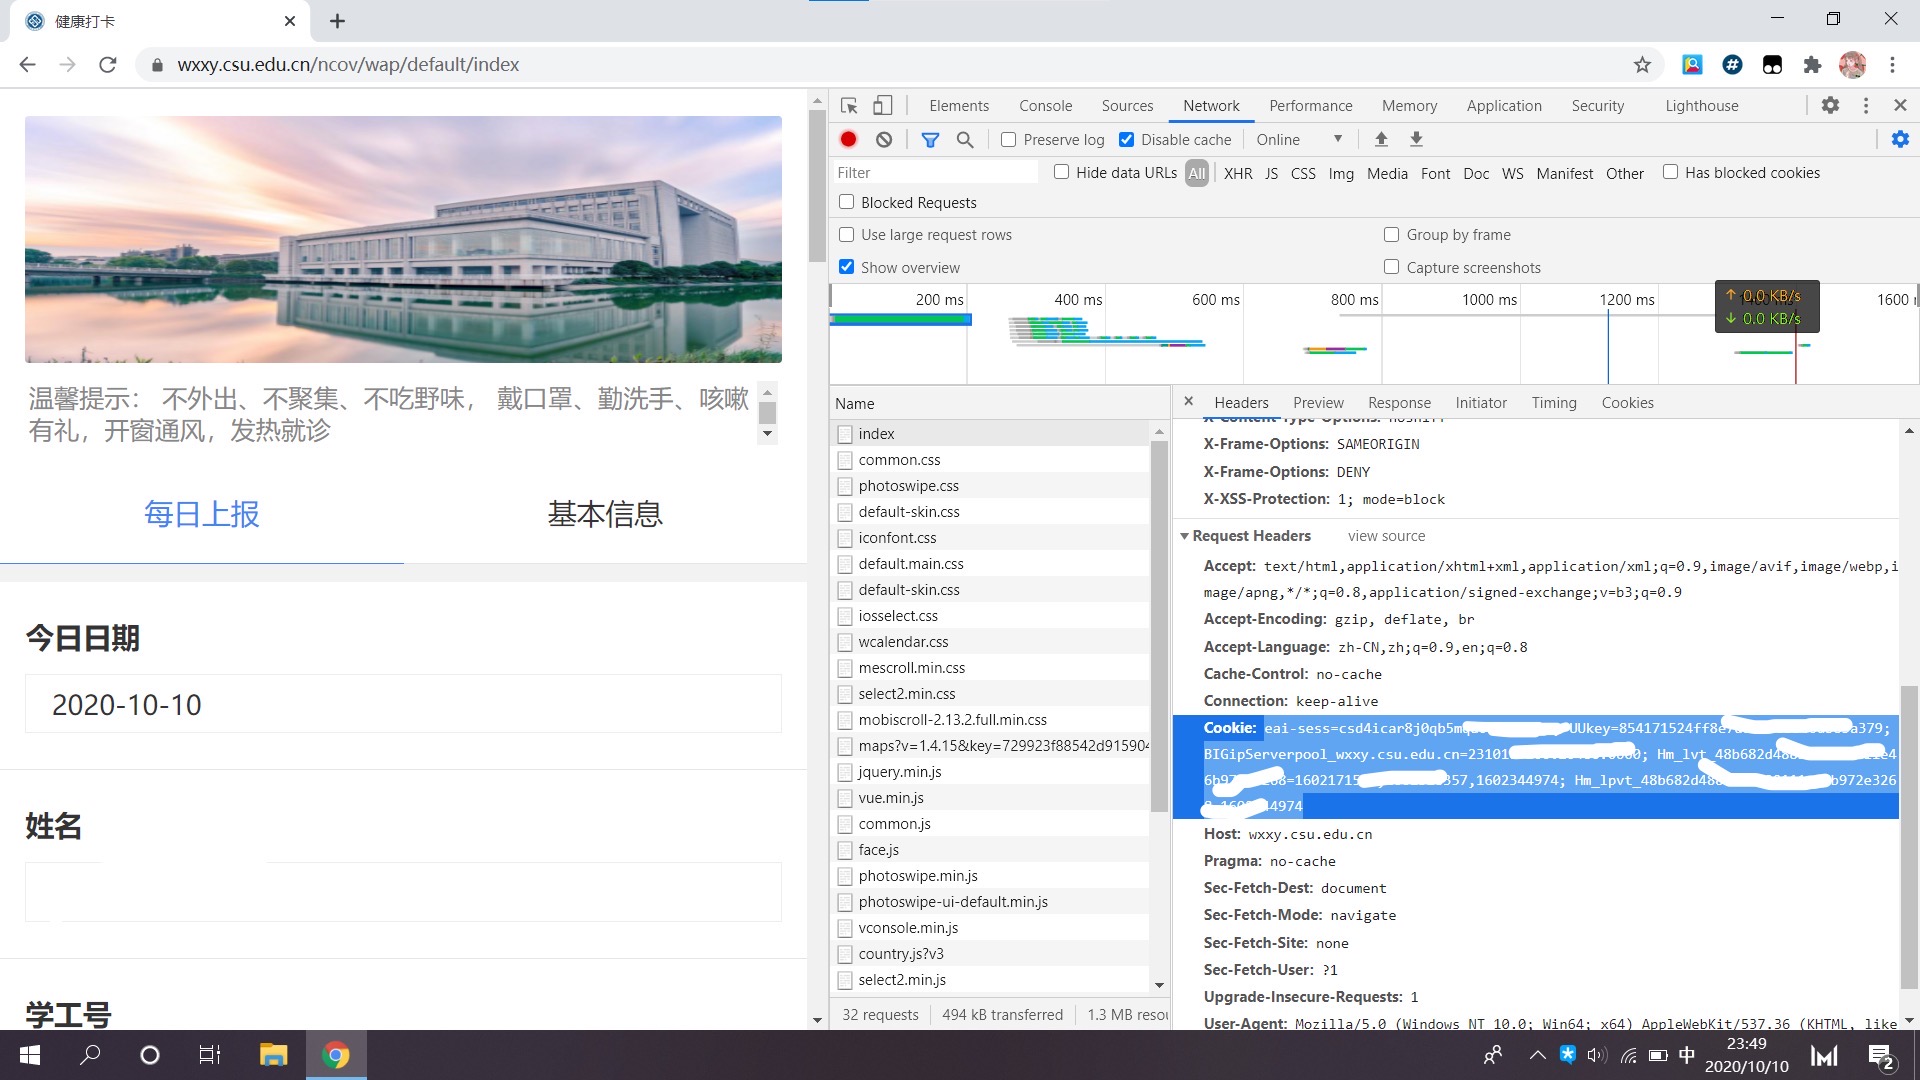 健康打卡
wxxy.csu.edu.cn/ncov/wap/default/index
温馨提示： 不外出、不聚集、不吃野味， 戴口罩、勤洗手、咳嗽
有礼，开窗通风，发热就诊
每日上报 基本信息
今日日期
2020-10-10
姓名
学工号
Elements Console Sources Network Performance Memory Application Security Lighthouse
Preserve log Disable cache Online
Filter Hide data URLs All XHR JS CSS Img Media Font Doc WS Manifest Other Has blocked cookies
Blocked Requests
Use large request rows Group by frame
Show overview Capture screenshots
200 ms 400 ms 600 ms 800 ms 1000 ms 1200 ms 1600
↑ 0.0 KB/s
↓ 0.0 KB/s
Name
index
common.css
photoswipe.css
default-skin.css
iconfont.css
default.main.css
default-skin.css
iosselect.css
wcalendar.css
mescroll.min.css
select2.min.css
mobiscroll-2.13.2.full.min.css
maps?v=1.4.15&key=729923f88542d91590
jquery.min.js
vue.min.js
common.js
face.js
photoswipe.min.js
photoswipe-ui-default.min.js
vconsole.min.js
country.js?v3
select2.min.js
32 requests 494 kB transferred 1.3 MB resou
Headers Preview Response Initiator Timing Cookies
X-Content-Type-Options: nosniff
X-Frame-Options: SAMEORIGIN
X-Frame-Options: DENY
X-XSS-Protection: 1; mode=block
Request Headers view source
Accept: text/html,application/xhtml+xml,application/xml;q=0.9,image/avif,image/webp,i
mage/apng,*/*;q=0.8,application/signed-exchange;v=b3;q=0.9
Accept-Encoding: gzip, deflate, br
Accept-Language: zh-CN,zh;q=0.9,en;q=0.8
Cache-Control: no-cache
Connection: keep-alive
Cookie: eai-sess=csd4icar8j0qb5m UUkey=854171524ff8e a379;
BIGipServerpool_wxxy.csu.edu.cn=23101 Hm_lvt_48b682d48 e4
6b97 8=16021715 357,1602344974; Hm_lpvt_48b682d4 b972e326
44974
Host: wxxy.csu.edu.cn
Pragma: no-cache
Sec-Fetch-Dest: document
Sec-Fetch-Mode: navigate
Sec-Fetch-Site: none
Sec-Fetch-User: ?1
Upgrade-Insecure-Requests: 1
User-Agent: Mozilla/5.0 (Windows NT 10.0; Win64; x64) AppleWebKit/537.36 (KHTML, like
中
23:49
2020/10/10
2